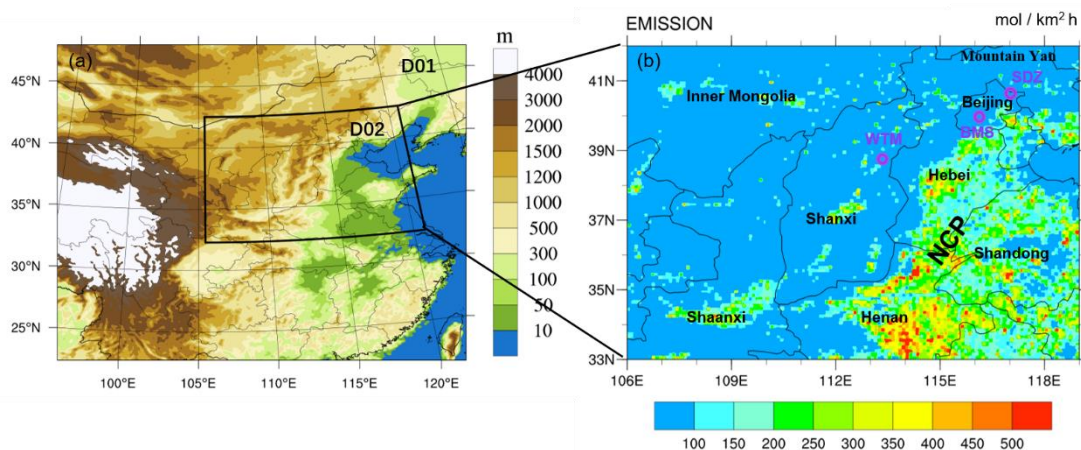 (a)
D01
D02
45°N
40°N
35°N
30°N
25°N
100°E
105°E
110°E
115°E
120°E
m
4000
3000
2000
1500
1200
1000
500
300
100
50
10
EMISSION
mol / km² h
(b)
Mountain Yan
SDZ
Inner Mongolia
Beijing
BMS
WTM
Hebei
Shanxi
NCP
Shandong
Shaanxi
Henan
41N
39N
37N
35N
33N
106E
109E
112E
115E
118E
100 150 200 250 300 350 400 450 500